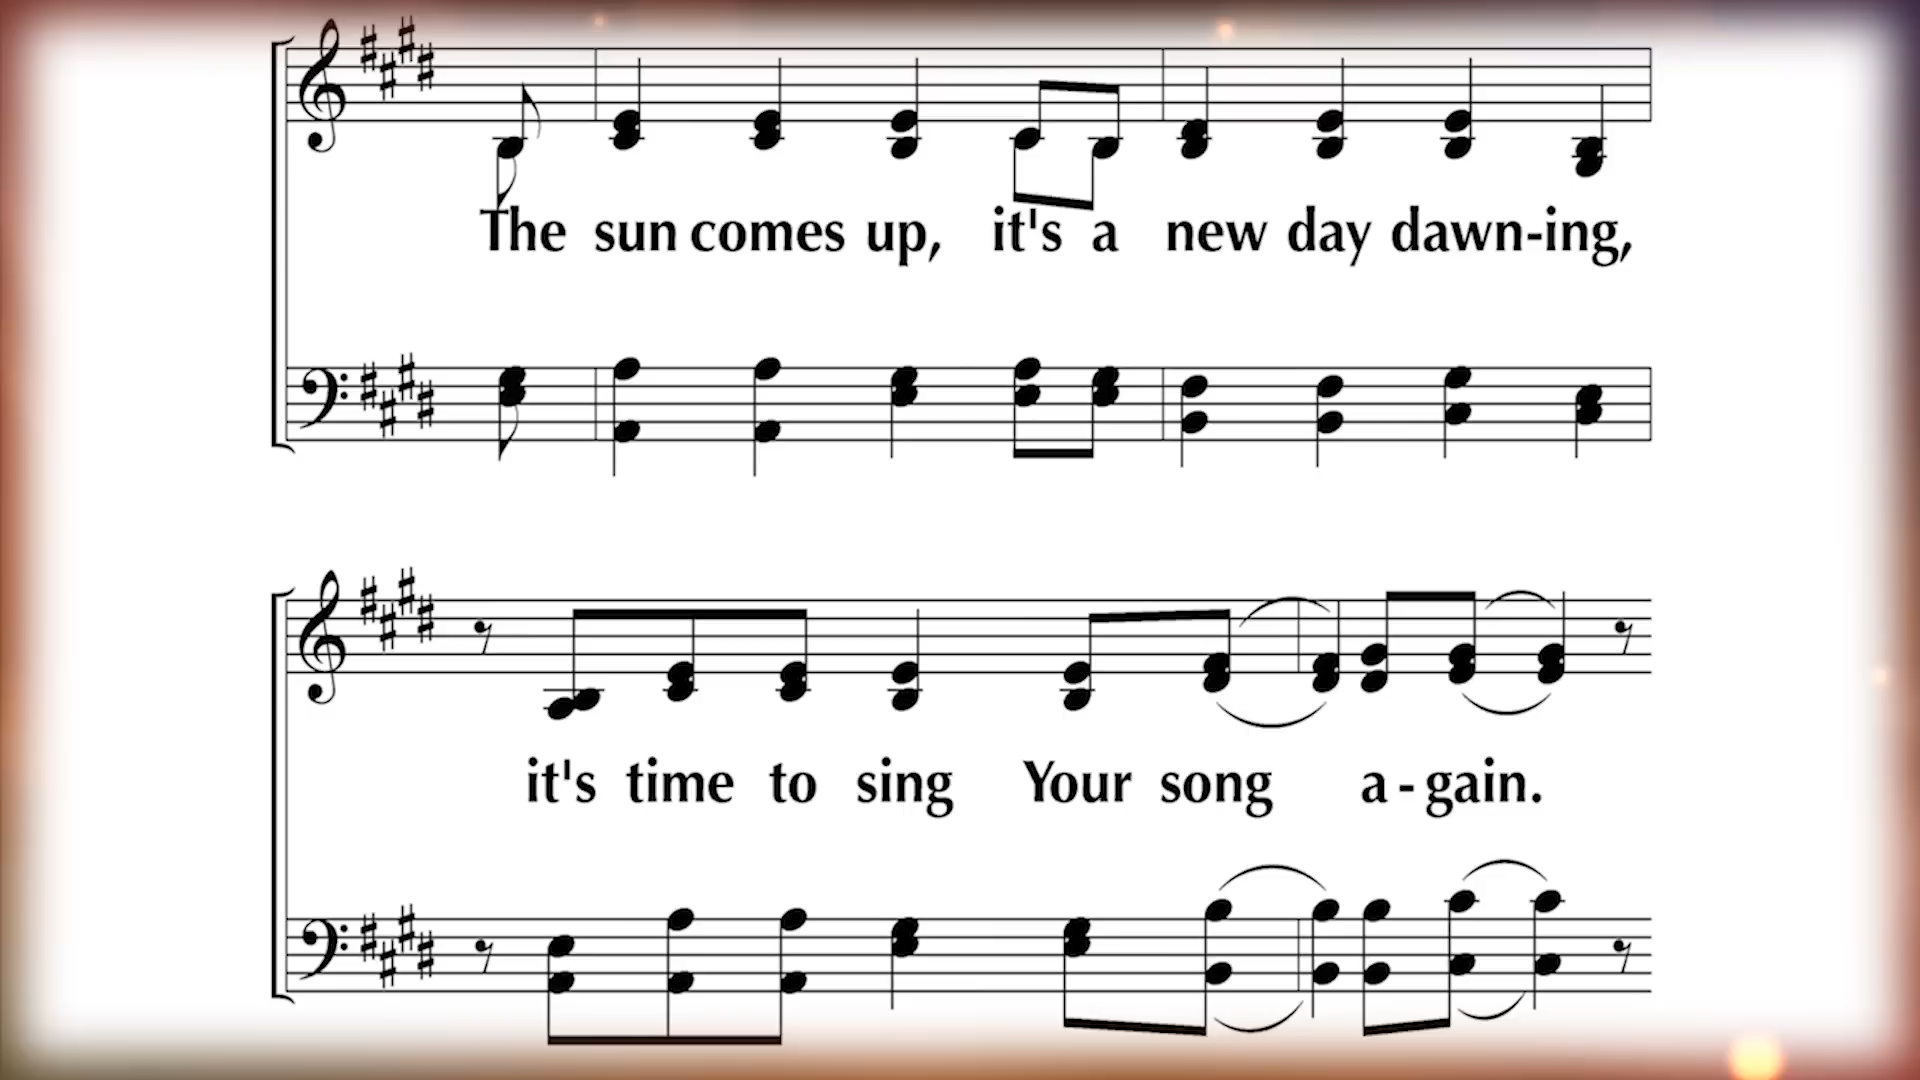 The sun comes up, it's a new day dawn-ing,
it's time to sing Your song a-gain.